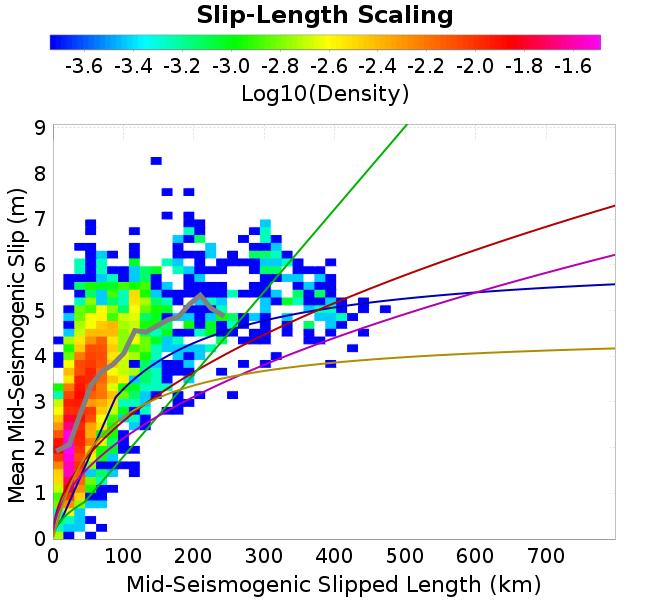 Slip-Length Scaling
-3.6 -3.4 -3.2 -3.0 -2.8 -2.6 -2.4 -2.2 -2.0 -1.8 -1.6
Log10(Density)
9
8
7
6
5
4
3
2
1
0
Mean Mid-Seismogenic Slip (m)
0 100 200 300 400 500 600 700
Mid-Seismogenic Slipped Length (km)